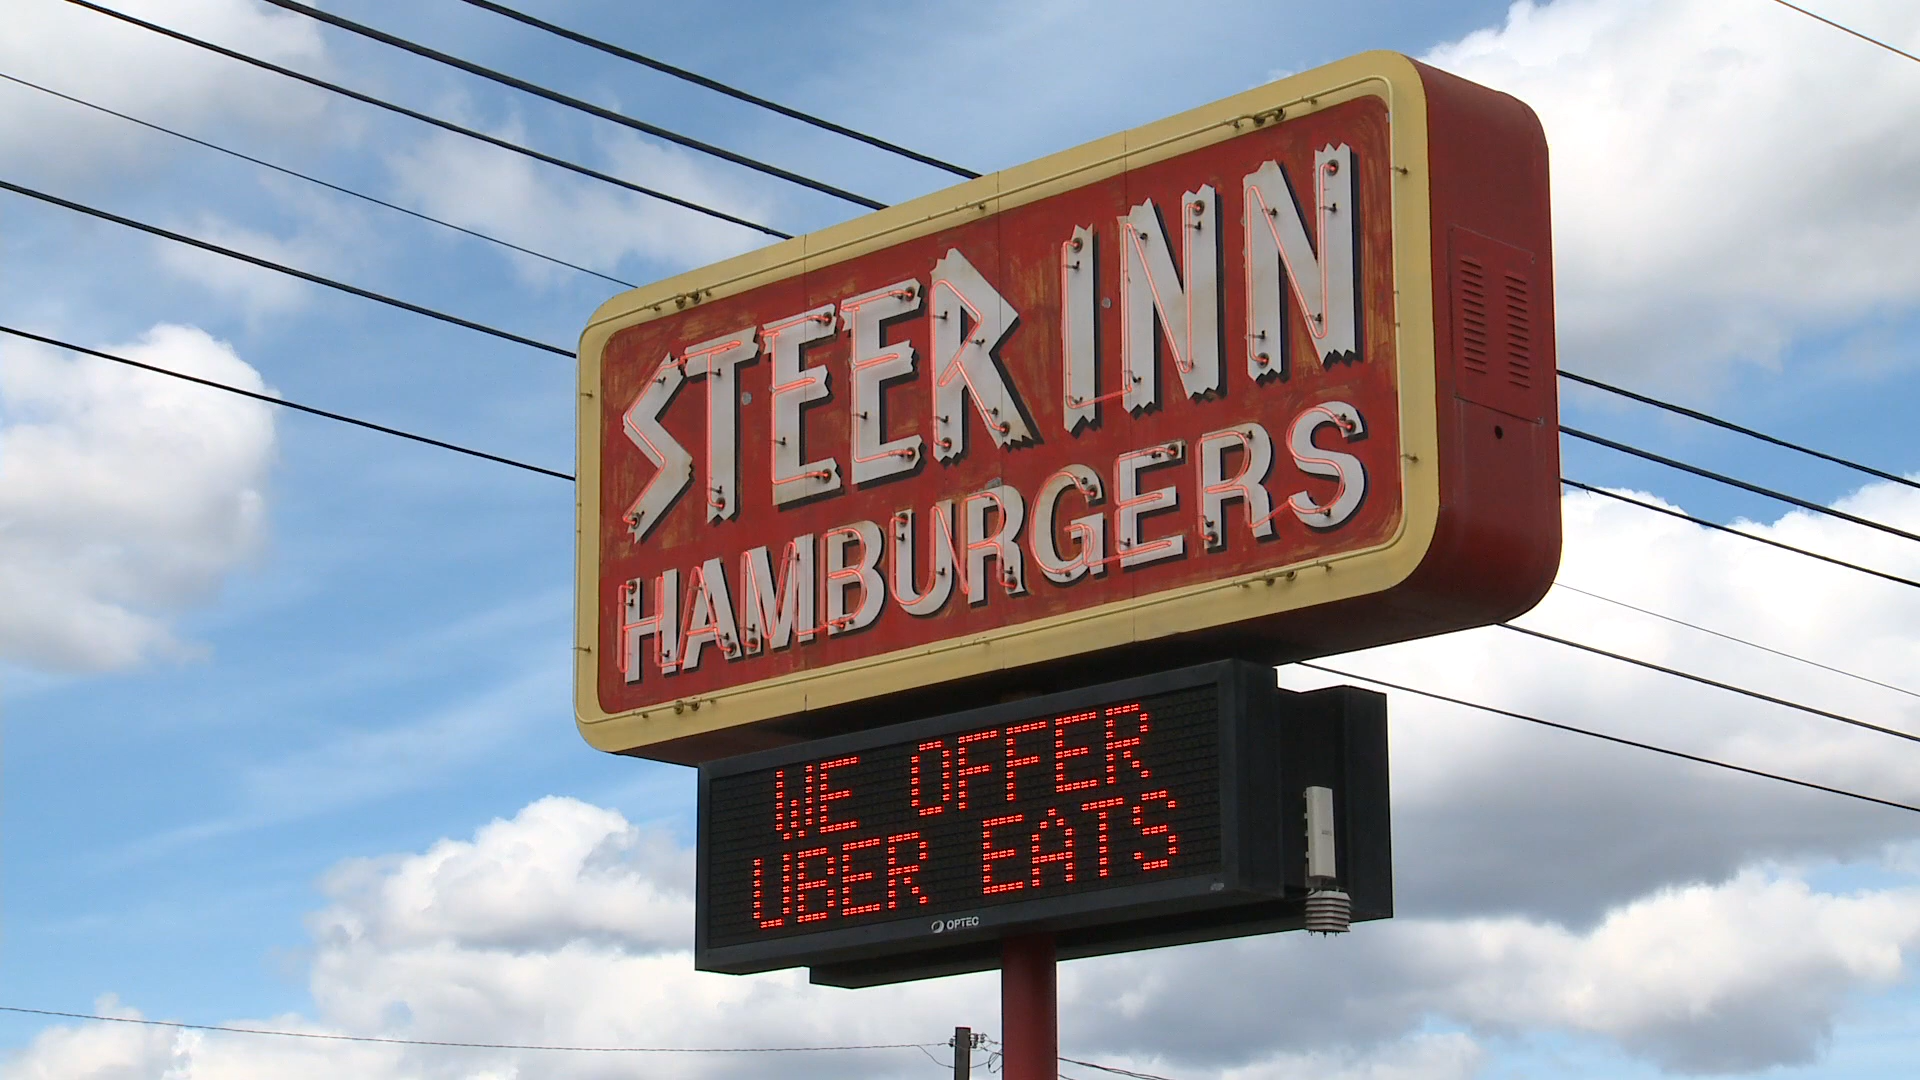 STEER INN
HAMBURGERS
WE OFFER
UBER EATS
OPTEC